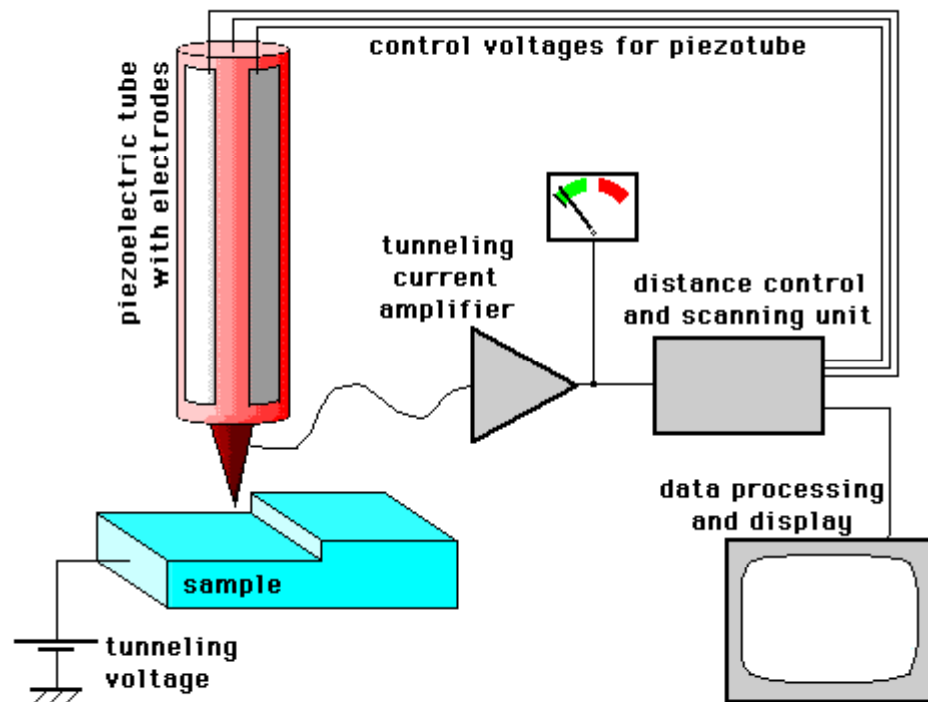 control voltages for piezotube
piezoelectric tube
with electrodes
tunneling
current
amplifier
distance control
and scanning unit
data processing
and display
sample
tunneling
voltage